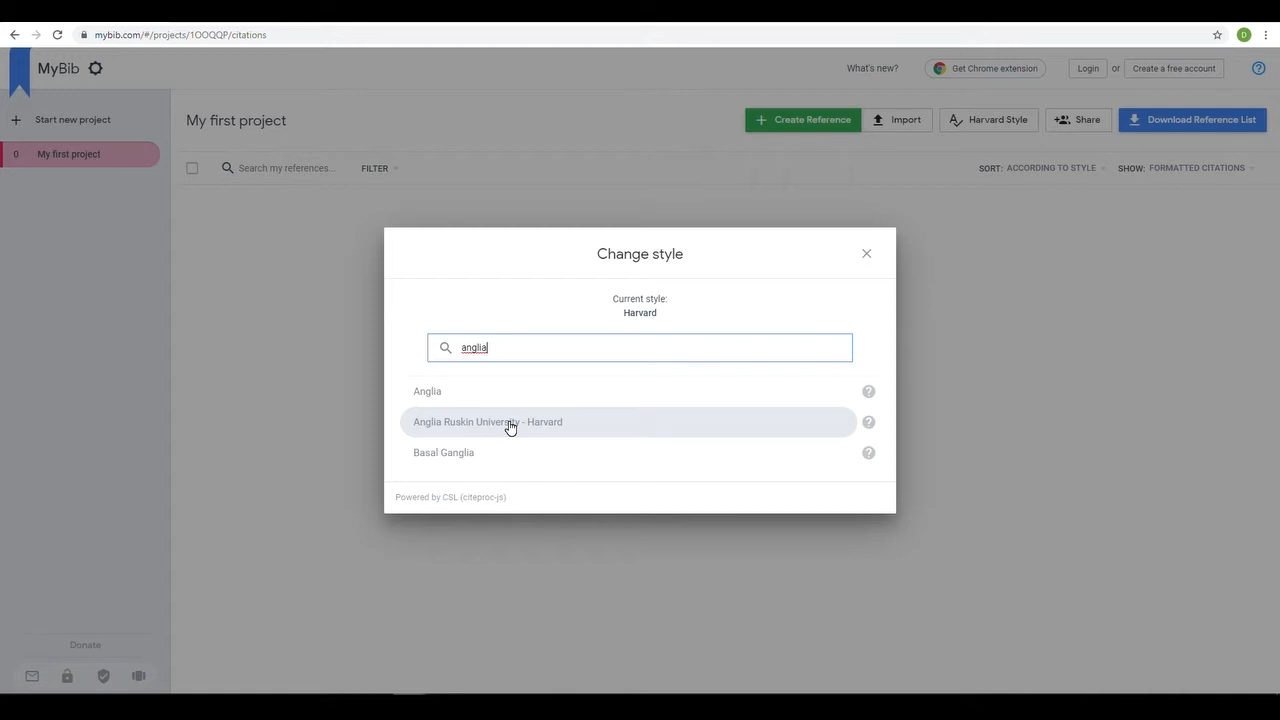 mybib.com/#/projects/1OOQQP/citations
D
MyBib
What's new?
Get Chrome extension
Login or Create a free account
Start new project
My first project
Create Reference
Import
Harvard Style
Share
Download Reference List
0 My first project
Search my references...
FILTER
SORT: ACCORDING TO STYLE
SHOW: FORMATTED CITATIONS
Change style
Current style:
Harvard
anglia
Anglia
Anglia Ruskin University - Harvard
Basal Ganglia
Powered by CSL (citeproc-js)
Donate